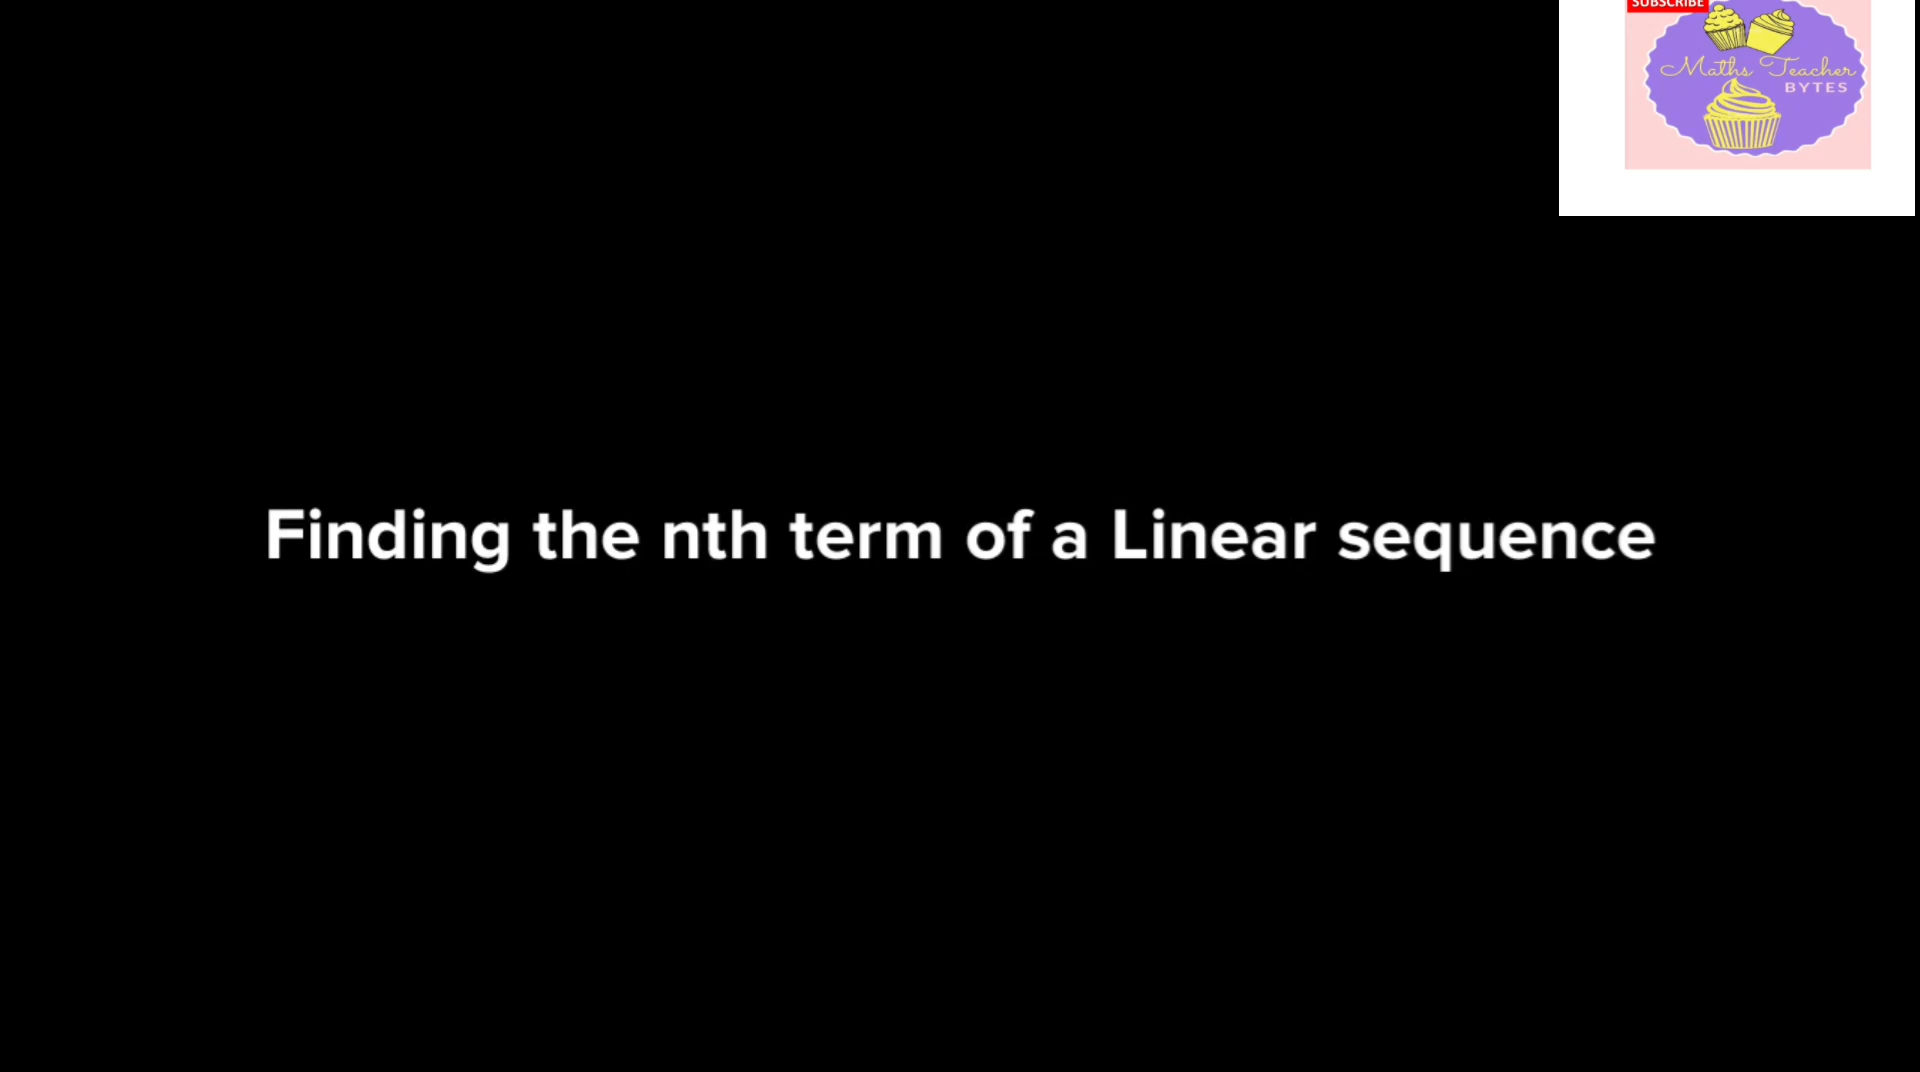 SUBSCRIBE
Maths Teacher
BYTES
Finding the nth term of a Linear sequence